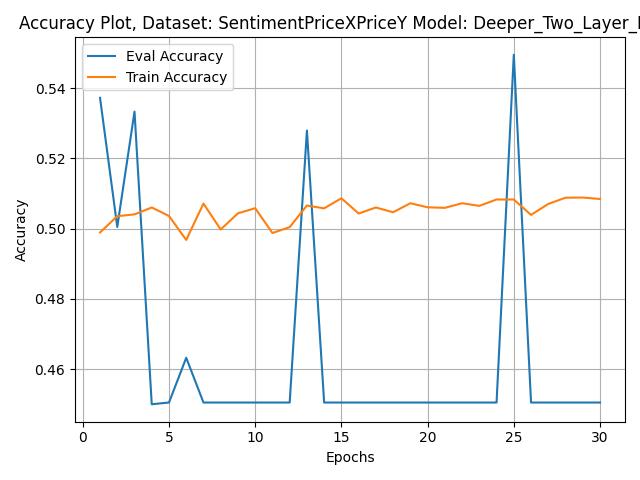 Accuracy Plot, Dataset: SentimentPriceXPriceY Model: Deeper_Two_Layer_
Eval Accuracy
Train Accuracy
0.54
0.52
0.50
0.48
0.46
Accuracy
0 5 10 15 20 25 30
Epochs